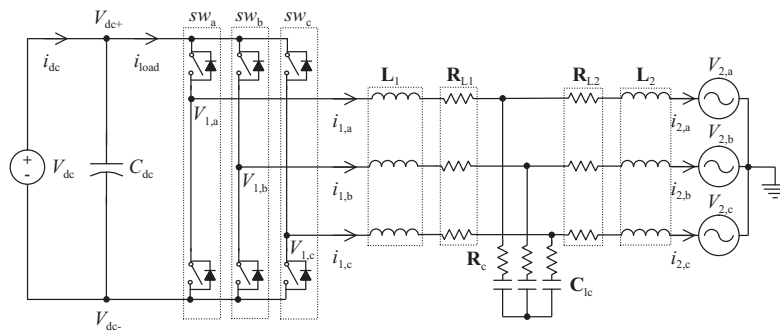 sw_a sw_b sw_c
V_dc+
i_dc
i_load
L_1 R_L1 R_L2 L_2
V_2,a
V_1,a
i_1,a
i_2,a
V_2,b
+
-
V_dc
C_dc
V_1,b
i_1,b
i_2,b
V_2,c
V_1,c
i_1,c
R_c
i_2,c
C_lc
V_dc-